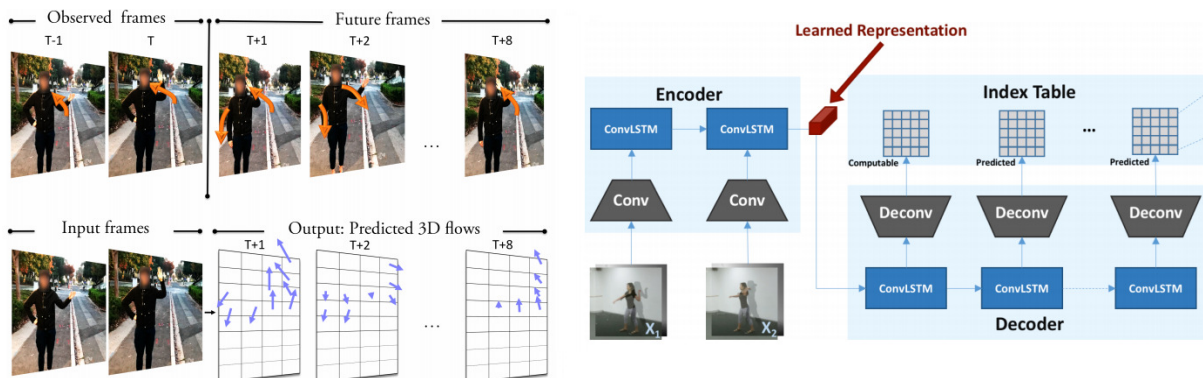 Observed frames
Future frames
T-1
T
T+1
T+2
T+8
...
Input frames
Output: Predicted 3D flows
T+1
T+2
T+8
...
Learned Representation
Encoder
ConvLSTM
ConvLSTM
Conv
Conv
X1
X2
Index Table
...
Computable
Predicted
Predicted
Deconv
Deconv
Deconv
ConvLSTM
ConvLSTM
ConvLSTM
Decoder